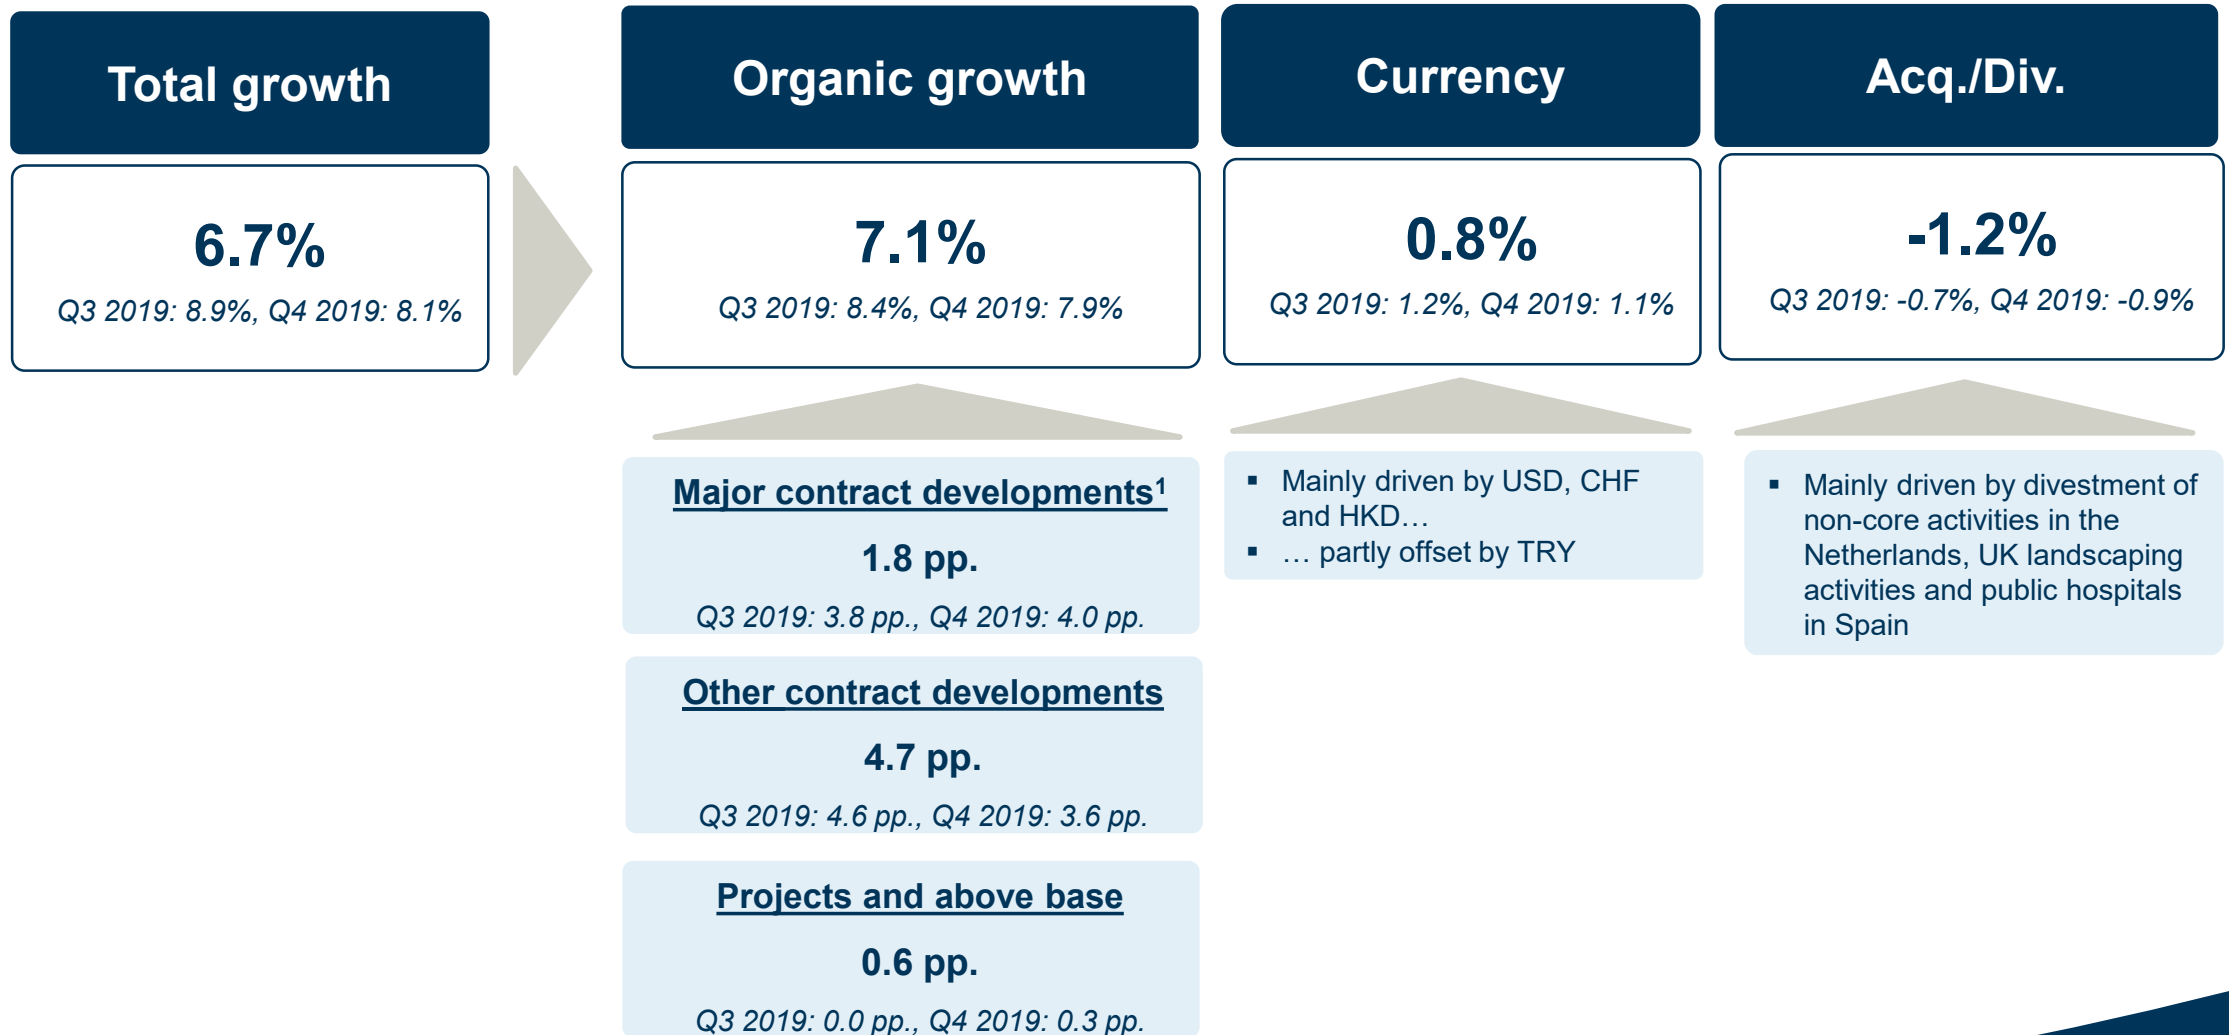 Total growth
6.7%
Q3 2019: 8.9%, Q4 2019: 8.1%
Organic growth
7.1%
Q3 2019: 8.4%, Q4 2019: 7.9%
Major contract developments¹
1.8 pp.
Q3 2019: 3.8 pp., Q4 2019: 4.0 pp.
Other contract developments
4.7 pp.
Q3 2019: 4.6 pp., Q4 2019: 3.6 pp.
Projects and above base
0.6 pp.
Q3 2019: 0.0 pp., Q4 2019: 0.3 pp.
Currency
0.8%
Q3 2019: 1.2%, Q4 2019: 1.1%
▪ Mainly driven by USD, CHF
and HKD…
▪ … partly offset by TRY
Acq./Div.
-1.2%
Q3 2019: -0.7%, Q4 2019: -0.9%
▪ Mainly driven by divestment of
non-core activities in the
Netherlands, UK landscaping
activities and public hospitals
in Spain